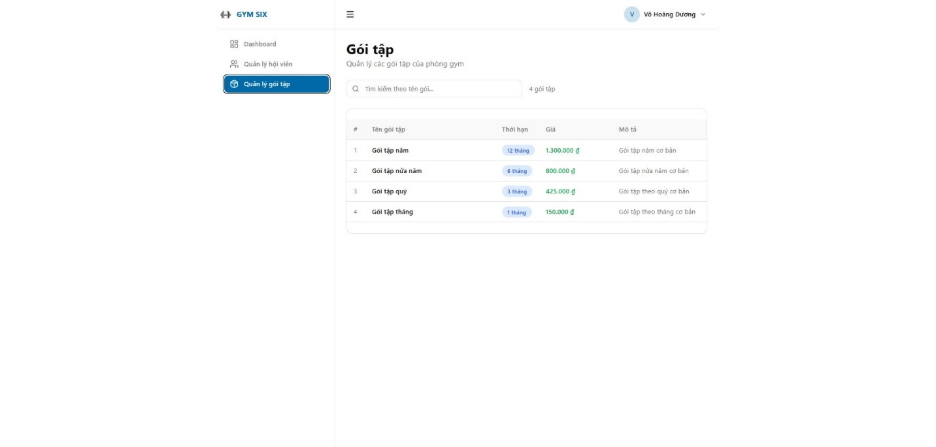 GYM SIX
V Võ Hoàng Dương
Dashboard
Quản lý hội viên
Quản lý gói tập
Gói tập
Quản lý các gói tập của phòng gym
Tìm kiếm theo tên gói...
4 gói tập
# Tên gói tập Thời hạn Giá Mô tả
1 Gói tập năm 12 tháng 1.300.000 ₫ Gói tập năm cơ bản
2 Gói tập nửa năm 6 tháng 800.000 ₫ Gói tập nửa năm cơ bản
3 Gói tập quý 3 tháng 425.000 ₫ Gói tập theo quý cơ bản
4 Gói tập tháng 1 tháng 150.000 ₫ Gói tập theo tháng cơ bản